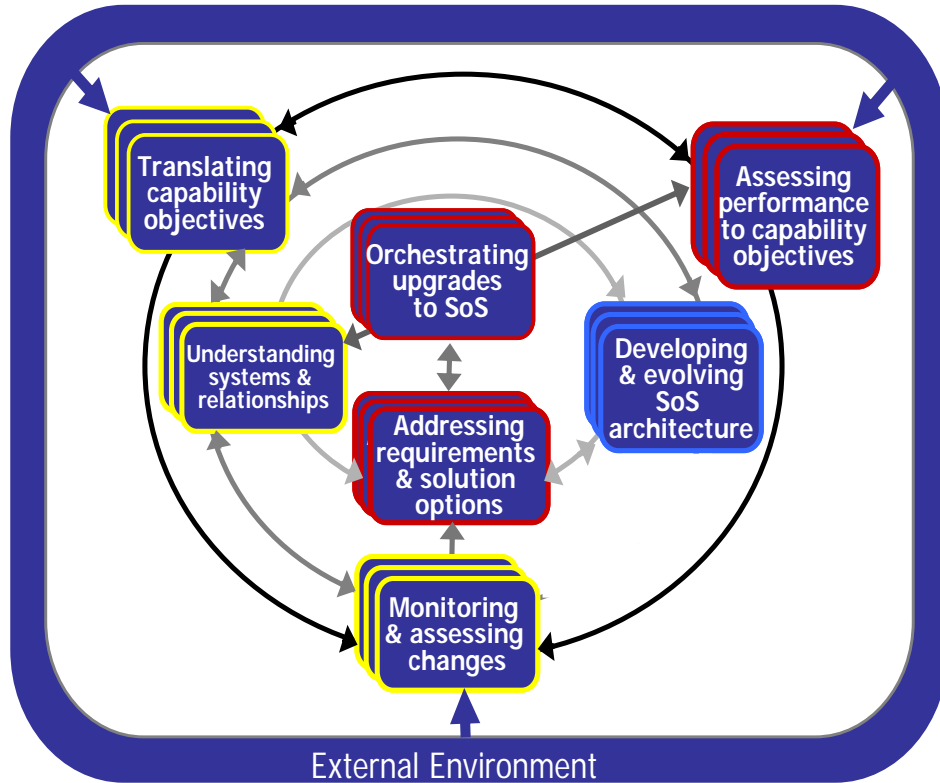 Translating
capability
objectives
Assessing
performance
to capability
objectives
Orchestrating
upgrades
to SoS
Understanding
systems &
relationships
Developing
& evolving
SoS
architecture
Addressing
requirements
& solution
options
Monitoring
& assessing
changes
External Environment